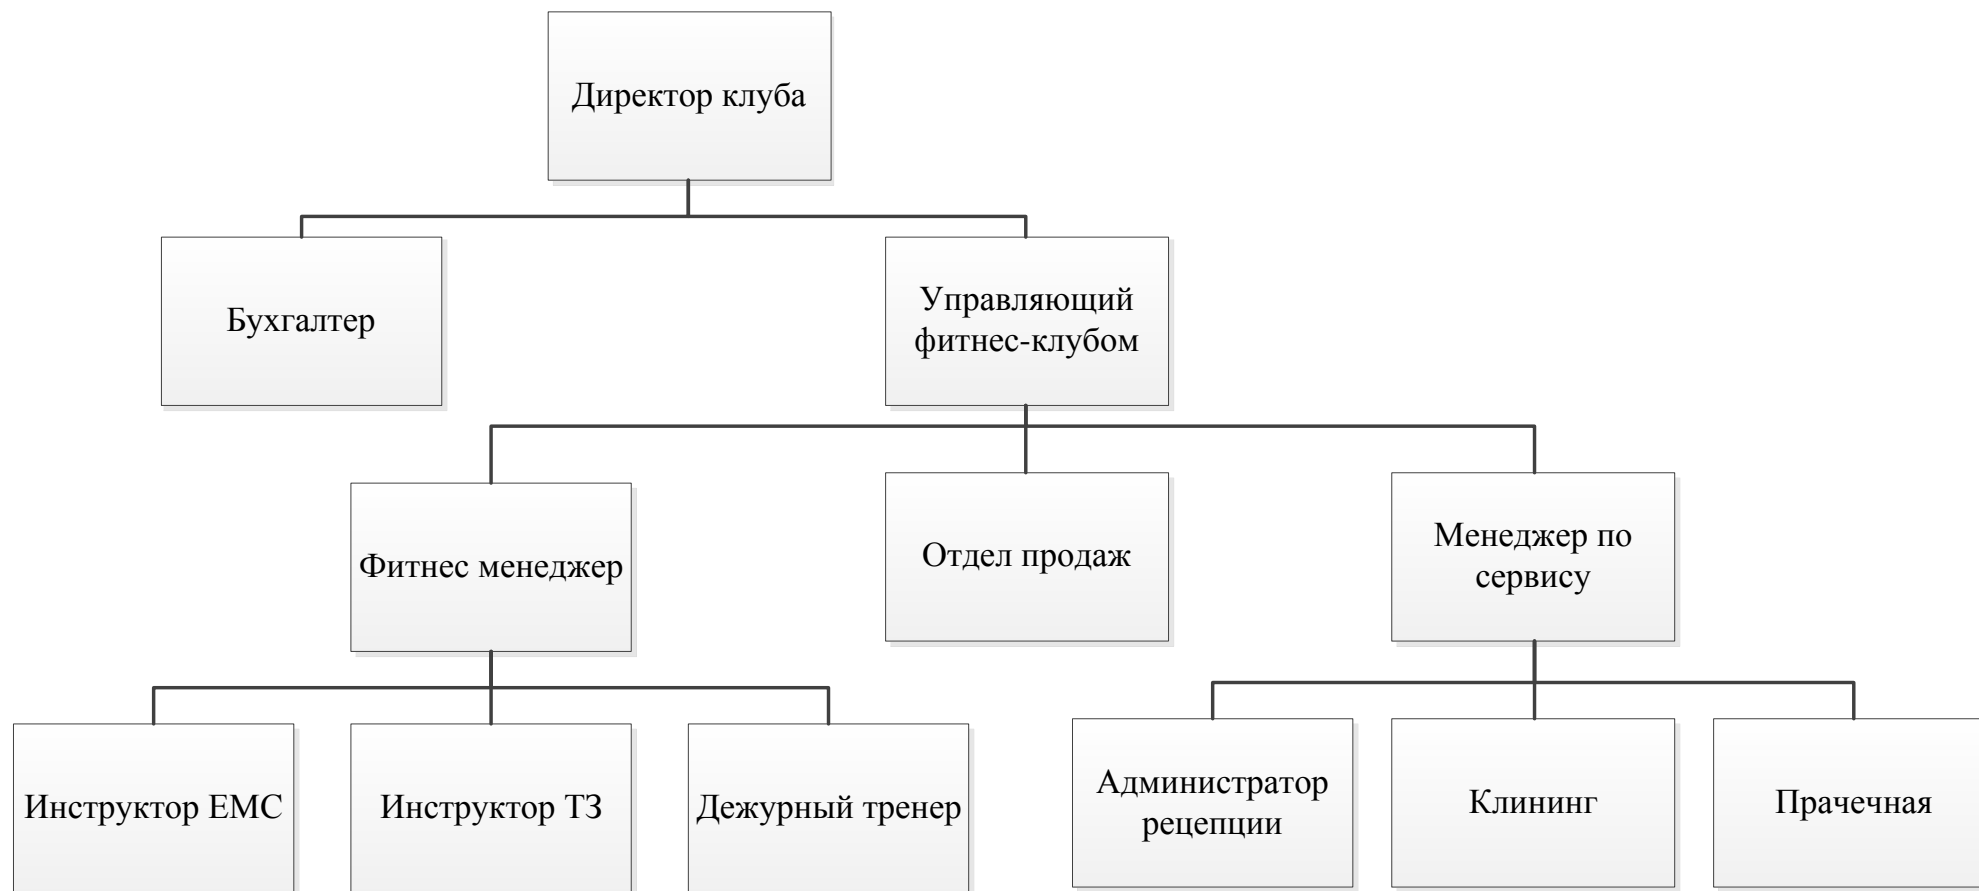 Директор клуба
Бухгалтер
Управляющий
фитнес-клубом
Фитнес менеджер
Отдел продаж
Менеджер по
сервису
Инструктор ЕМС
Инструктор ТЗ
Дежурный тренер
Администратор
рецепции
Клининг
Прачечная